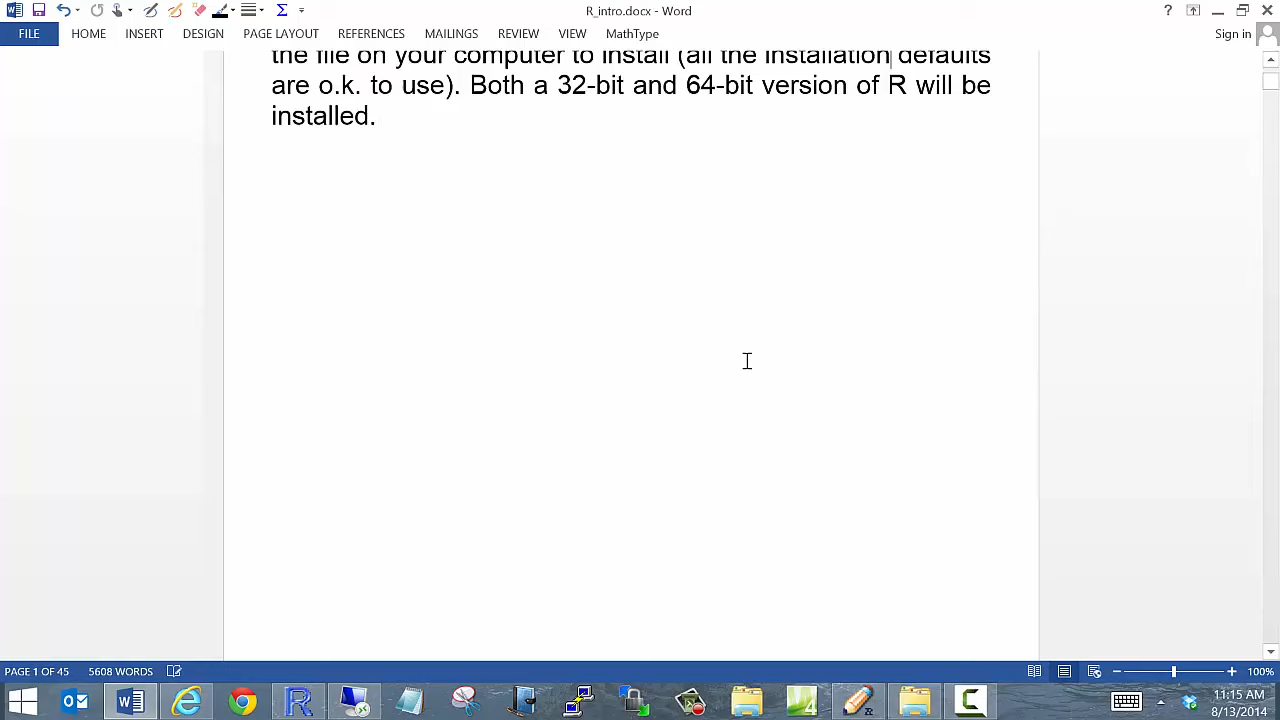 R_intro.docx - Word
?
FILE HOME INSERT DESIGN PAGE LAYOUT REFERENCES MAILINGS REVIEW VIEW MathType Sign in
the file on your computer to install (all the installation defaults
are o.k. to use). Both a 32-bit and 64-bit version of R will be
installed.
PAGE 1 OF 45 5608 WORDS 100%
11:15 AM
8/13/2014